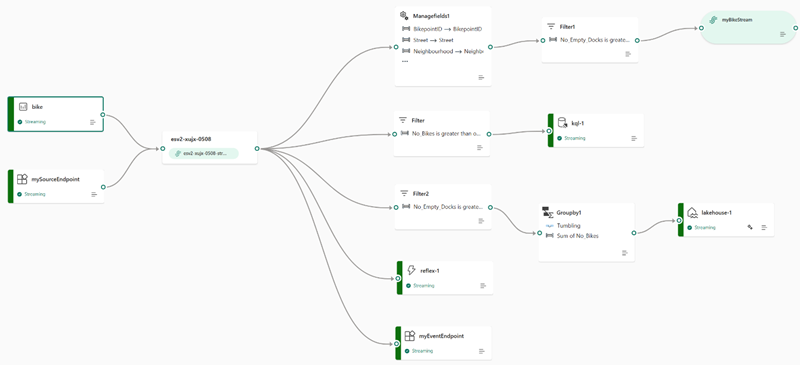 bike
Streaming
mySourceEndpoint
Streaming
esv2-xujx-0508
esv2-xujx-0508-str...
Managefields1
BikepointID → BikepointID
Street → Street
Neighbourhood → Neighb
...
Filter1
No_Empty_Docks is greate...
myBikeStream
Filter
No_Bikes is greater than o...
kql-1
Streaming
Filter2
No_Empty_Docks is greate...
Groupby1
Tumbling
Sum of No_Bikes
lakehouse-1
Streaming
reflex-1
Streaming
myEventEndpoint
Streaming